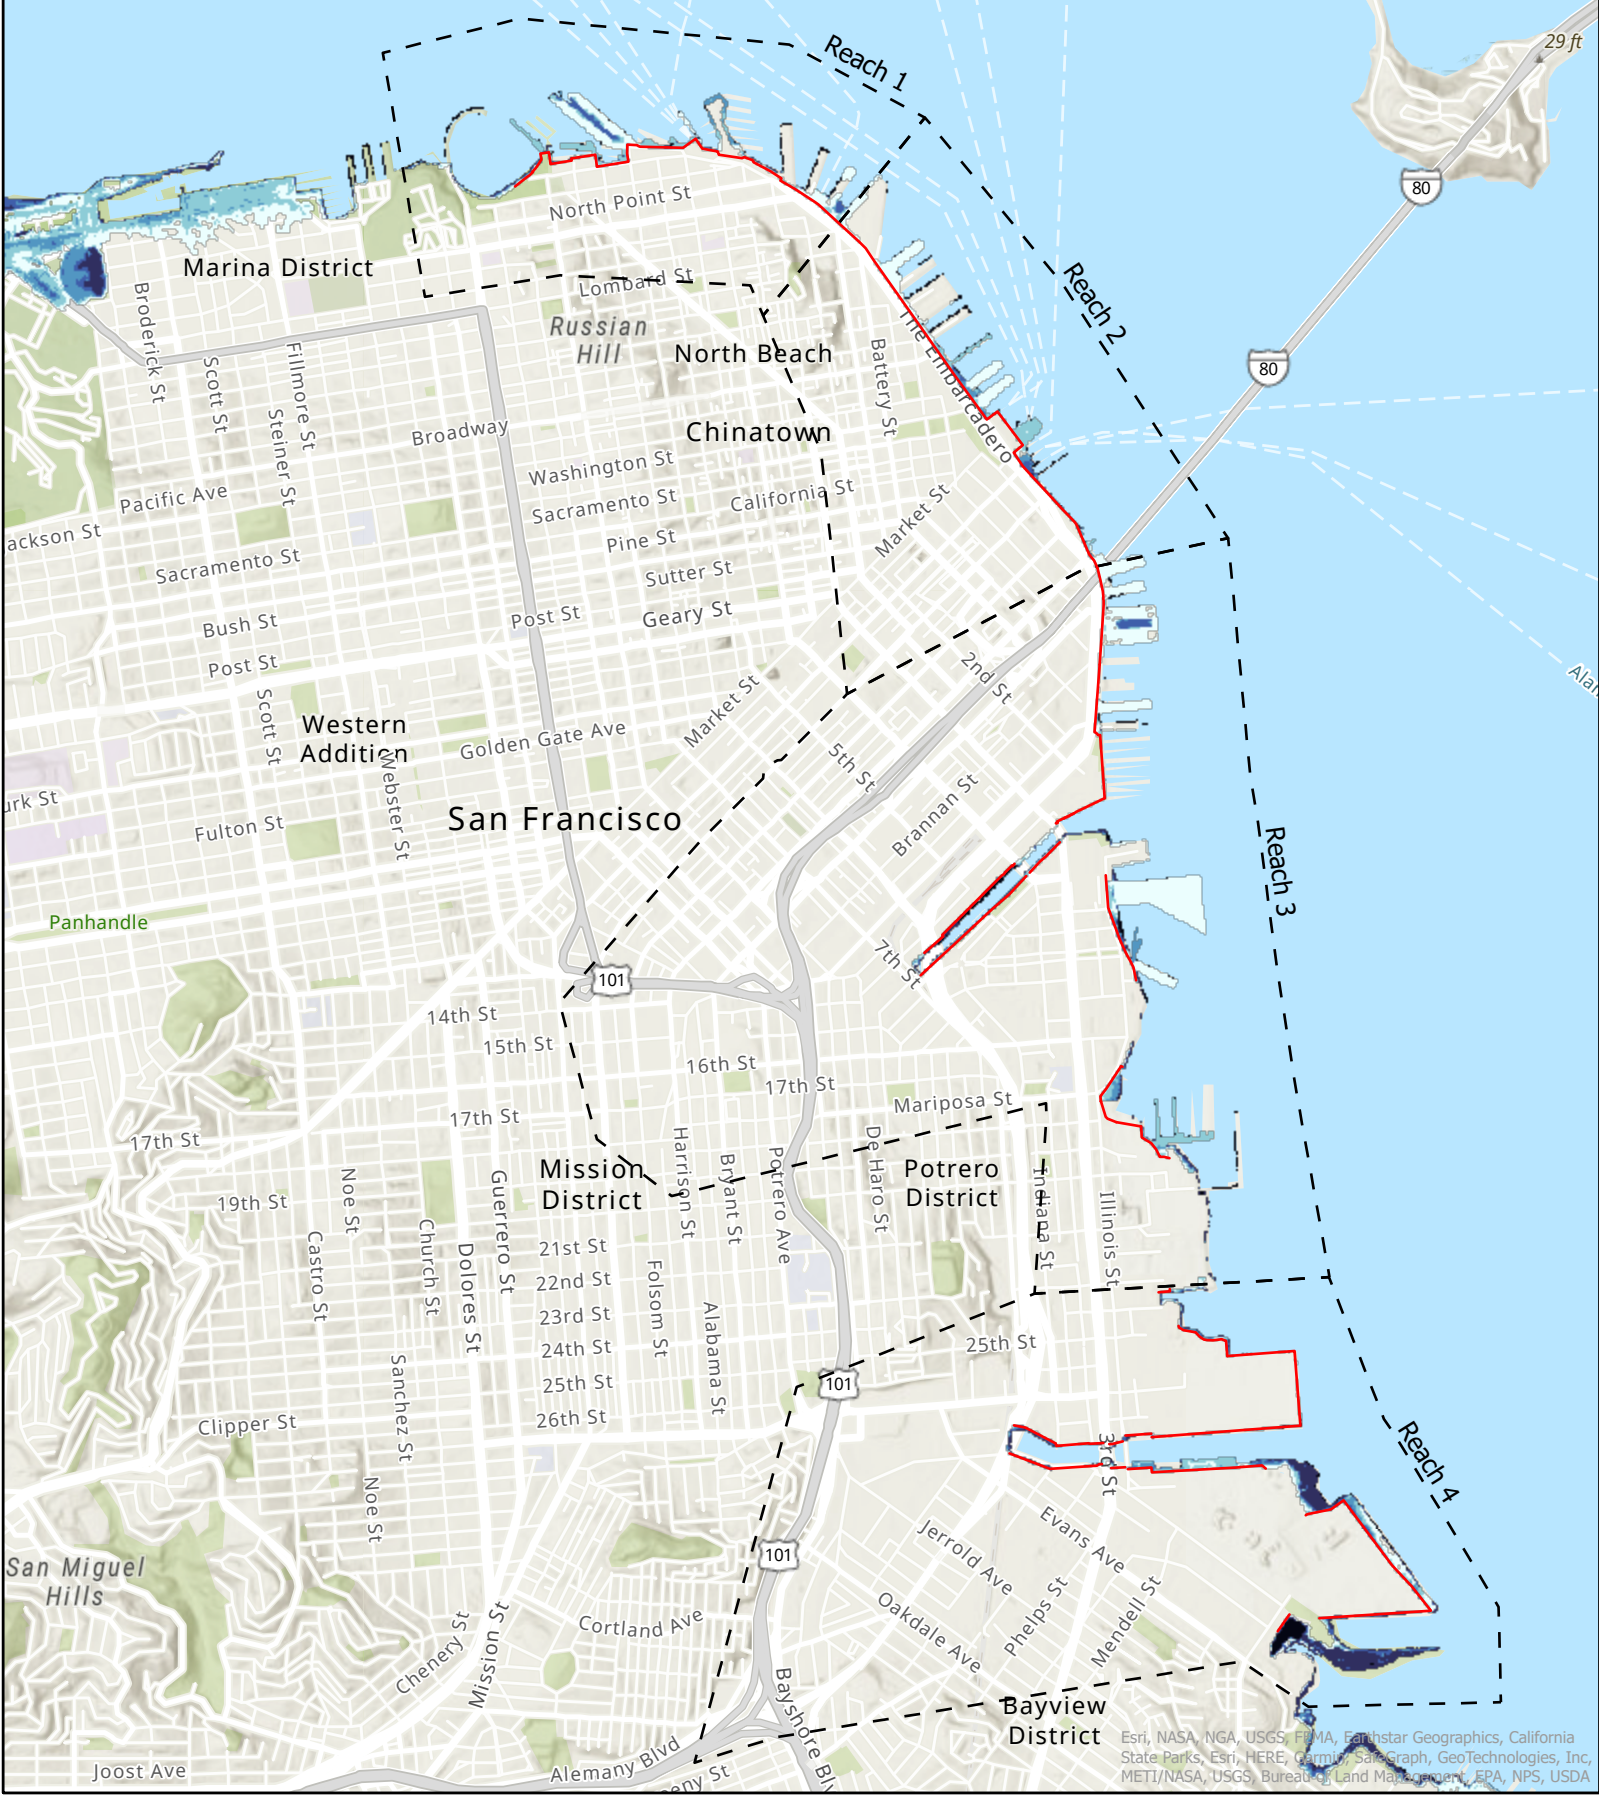 Reach 1
29 ft
80
North Point St
Marina District
Lombard St
Reach 2
Broderick St
Russian
Hill
North Beach
The Embarcadero
Battery St
80
Scott St
Fillmore St
Steiner St
Broadway
Chinatown
Washington St
Pacific Ave
Sacramento St
California St
Market St
ackson St
Pine St
Sacramento St
Sutter St
Post St
Geary St
Bush St
Post St
2nd St
Alan
Scott St
Western
Addition
Market St
Golden Gate Ave
Webster St
5th St
urk St
Fulton St
San Francisco
Brannan St
Reach 3
Panhandle
7th St
101
14th St
15th St
16th St
17th St
17th St
Mariposa St
17th St
Mission
District
Harrison St
Bryant St
Potrero Ave
De Haro St
Potrero
District
Indiana St
Illinois St
19th St
Noe St
Guerrero St
Castro St
Church St
Dolores St
21st St
22nd St
23rd St
24th St
25th St
26th St
Folsom St
Alabama St
25th St
101
Sanchez St
Clipper St
3rd St
Reach 4
Noe St
Evans Ave
Jerrold Ave
101
San Miguel
Hills
Phelps St
Mendell St
Oakdale Ave
Cortland Ave
Chenery St
Mission St
Bayshore Blv
Bayview
District
Alemany Blvd
Joost Ave
eny St
Esri, NASA, NGA, USGS, FEMA, Earthstar Geographics, California
State Parks, Esri, HERE, Garmin, SafeGraph, GeoTechnologies, Inc,
METI/NASA, USGS, Bureau of Land Management, EPA, NPS, USDA